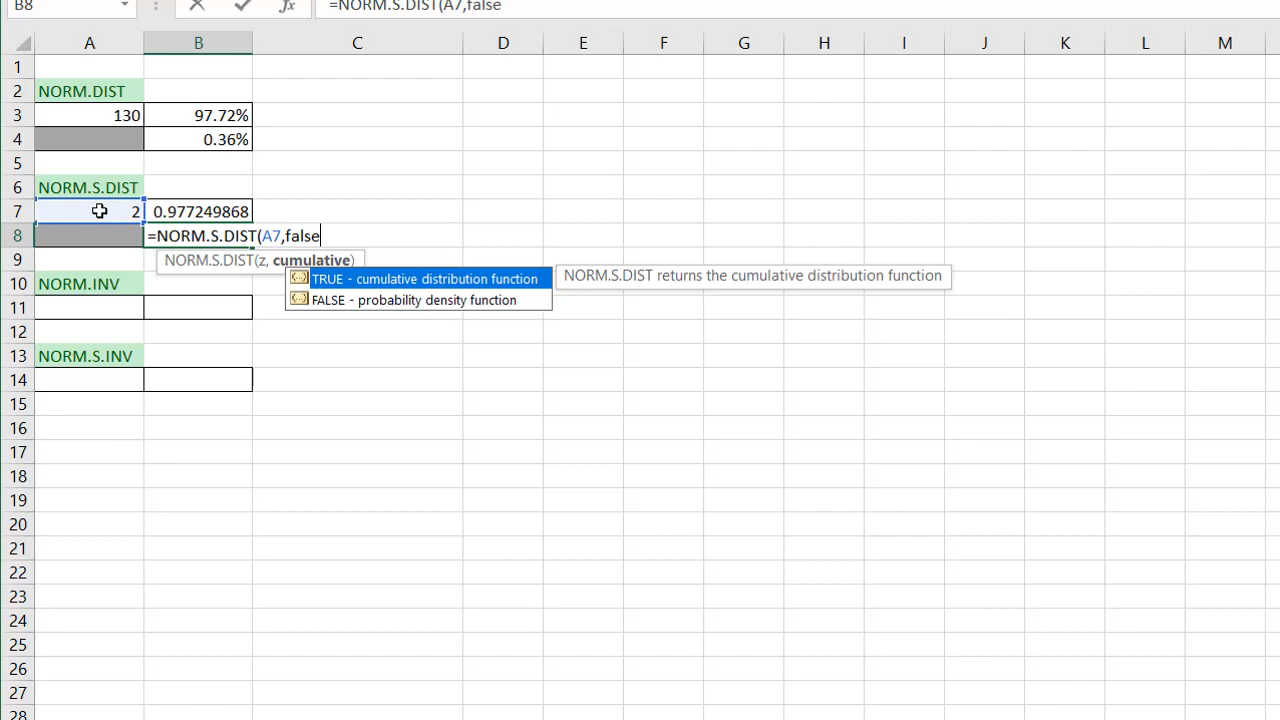 B8 =NORM.S.DIST(A7,false
A B C D E F G H I J K L M
1
2 NORM.DIST
3 130 97.72%
4 0.36%
5
6 NORM.S.DIST
7 2 0.977249868
8 =NORM.S.DIST(A7,false
9 NORM.S.DIST(z, cumulative)
TRUE - cumulative distribution function NORM.S.DIST returns the cumulative distribution function
10 NORM.INV
FALSE - probability density function
11
12
13 NORM.S.INV
14
15
16
17
18
19
20
21
22
23
24
25
26
27
28